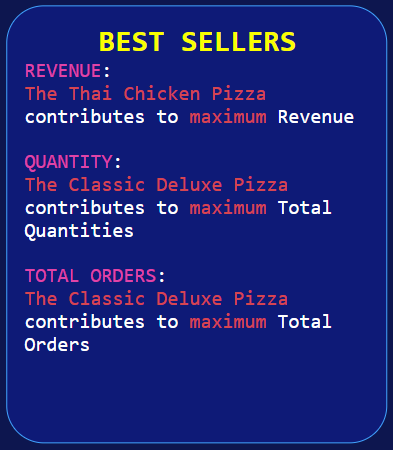 BEST SELLERS
REVENUE:
The Thai Chicken Pizza
contributes to maximum Revenue
QUANTITY:
The Classic Deluxe Pizza
contributes to maximum Total
Quantities
TOTAL ORDERS:
The Classic Deluxe Pizza
contributes to maximum Total
Orders